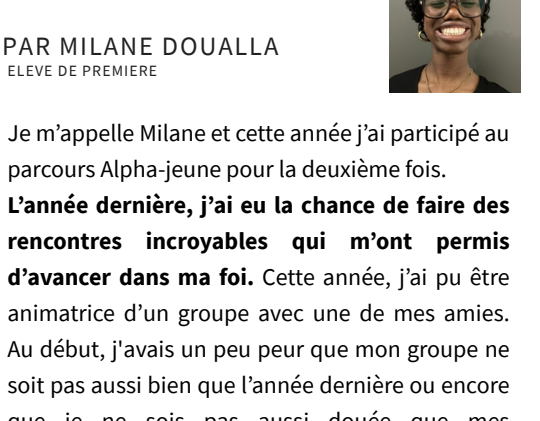 PAR MILANE DOUALLA
ELEVE DE PREMIERE
Je m’appelle Milane et cette année j’ai participé au
parcours Alpha-jeune pour la deuxième fois.
L’année dernière, j’ai eu la chance de faire des
rencontres incroyables qui m’ont permis
d’avancer dans ma foi. Cette année, j’ai pu être
animatrice d’un groupe avec une de mes amies.
Au début, j'avais un peu peur que mon groupe ne
soit pas aussi bien que l’année dernière ou encore
que je ne sois pas aussi douée que mes